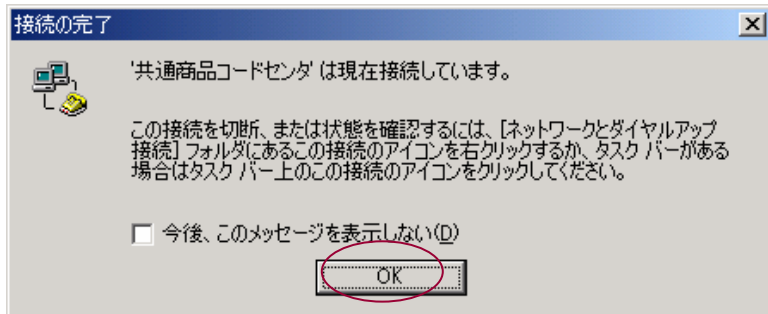 接続の完了
'共通商品コードセンタ' は現在接続しています。
この接続を切断、または状態を確認するには、[ネットワークとダイヤルアップ
接続] フォルダにあるこの接続のアイコンを右クリックするか、タスク バーがある
場合はタスク バー上のこの接続のアイコンをクリックしてください。
今後、このメッセージを表示しない(D)
OK